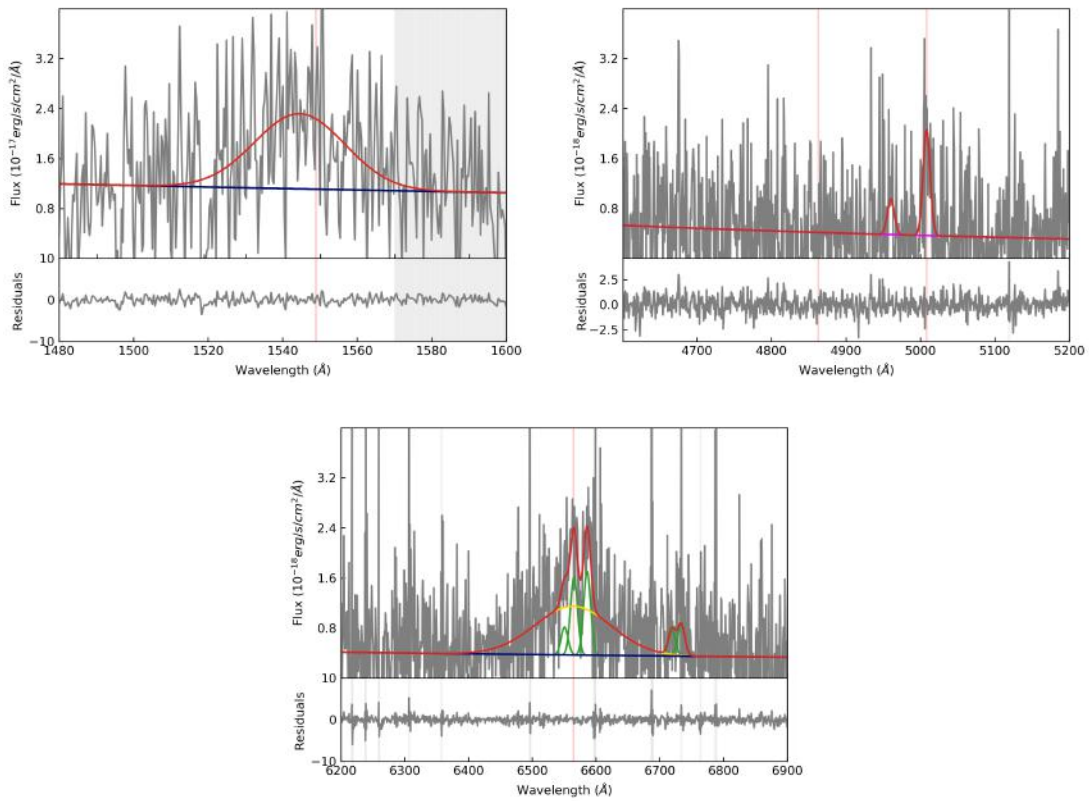 3.2
2.4
1.6
0.8
Flux (10⁻¹⁷erg/s/cm²/Å)
10
0
−10
Residuals
1480 1500 1520 1540 1560 1580 1600
Wavelength (Å)
3.2
2.4
1.6
0.8
Flux (10⁻¹⁸erg/s/cm²/Å)
2.5
0.0
−2.5
Residuals
4700 4800 4900 5000 5100 5200
Wavelength (Å)
3.2
2.4
1.6
0.8
Flux (10⁻¹⁸erg/s/cm²/Å)
10
0
−10
Residuals
6200 6300 6400 6500 6600 6700 6800 6900
Wavelength (Å)